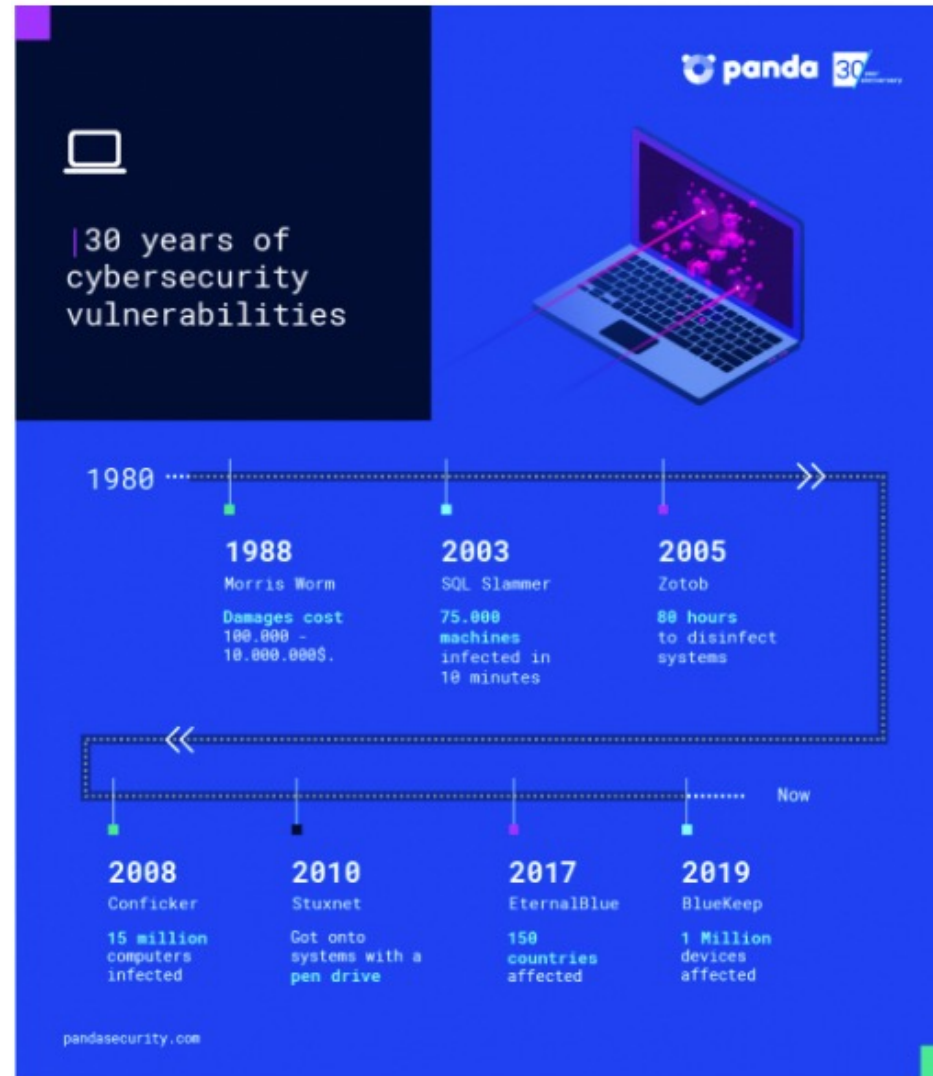 panda 30
|30 years of
cybersecurity
vulnerabilities
1980
1988
Morris Worm
Damages cost
100.000 -
10.000.000$.
2003
SQL Slammer
75.000
machines
infected in
10 minutes
2005
Zotob
80 hours
to disinfect
systems
Now
2008
Conficker
15 million
computers
infected
2010
Stuxnet
Got onto
systems with a
pen drive
2017
EternalBlue
150
countries
affected
2019
BlueKeep
1 Million
devices
affected
pandasecurity.com